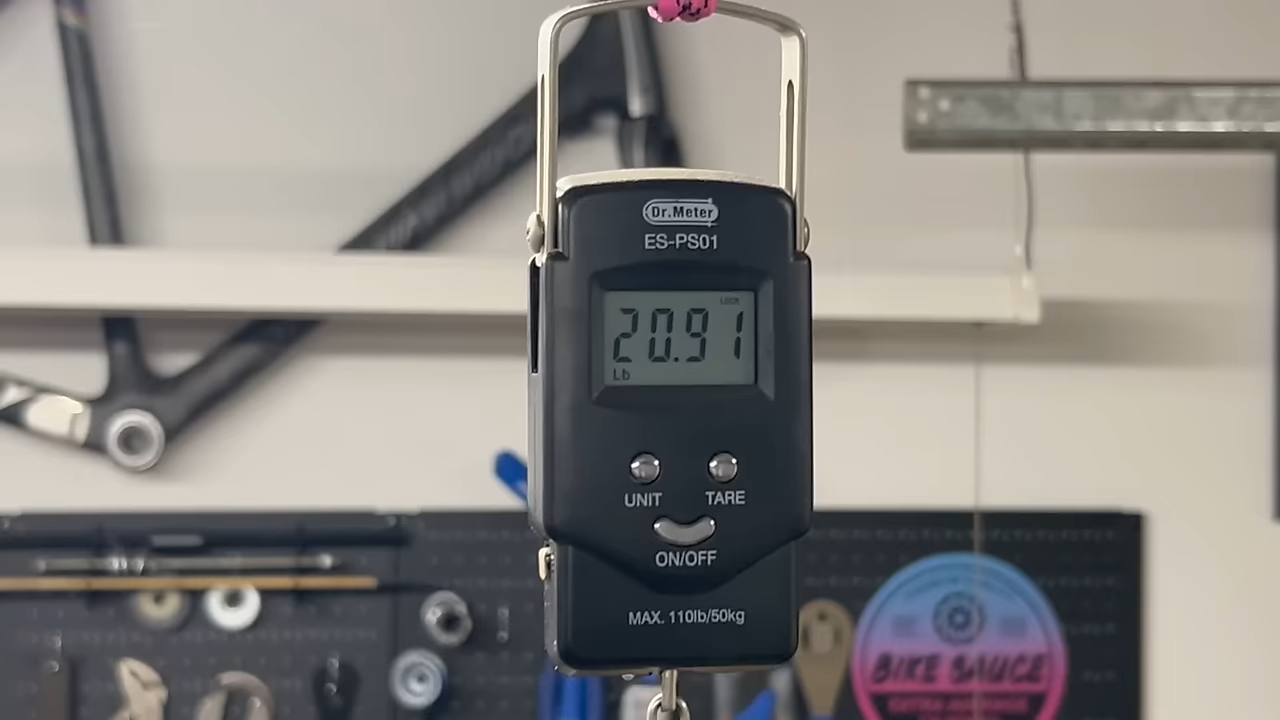 Dr.Meter
ES-PS01
LOCK
20.91
Lb
UNIT
TARE
ON/OFF
MAX. 110lb/50kg
BIKE SAUCE